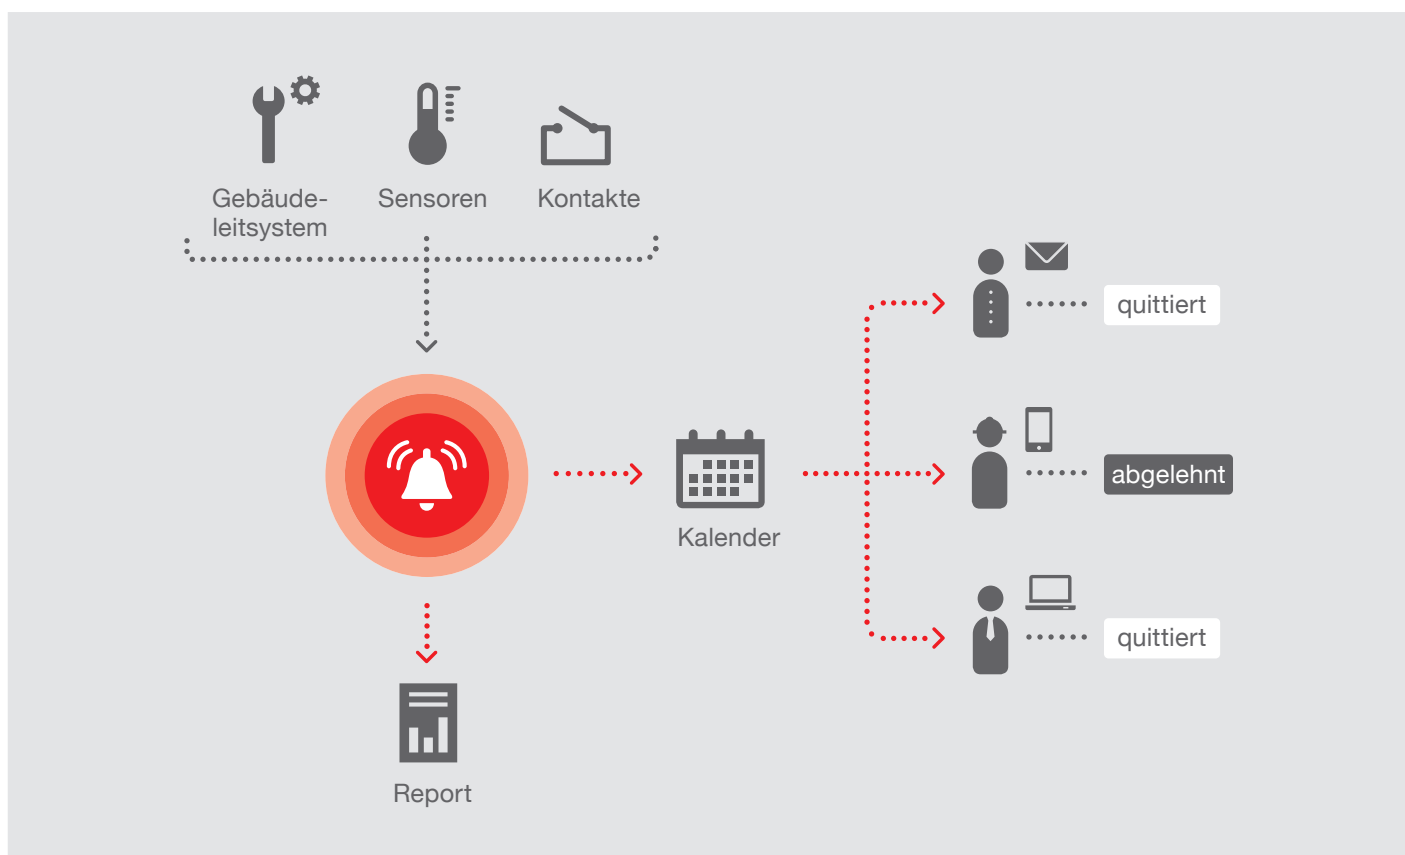 Gebäude-
leitsystem
Sensoren
Kontakte
quittiert
abgelehnt
Kalender
quittiert
Report